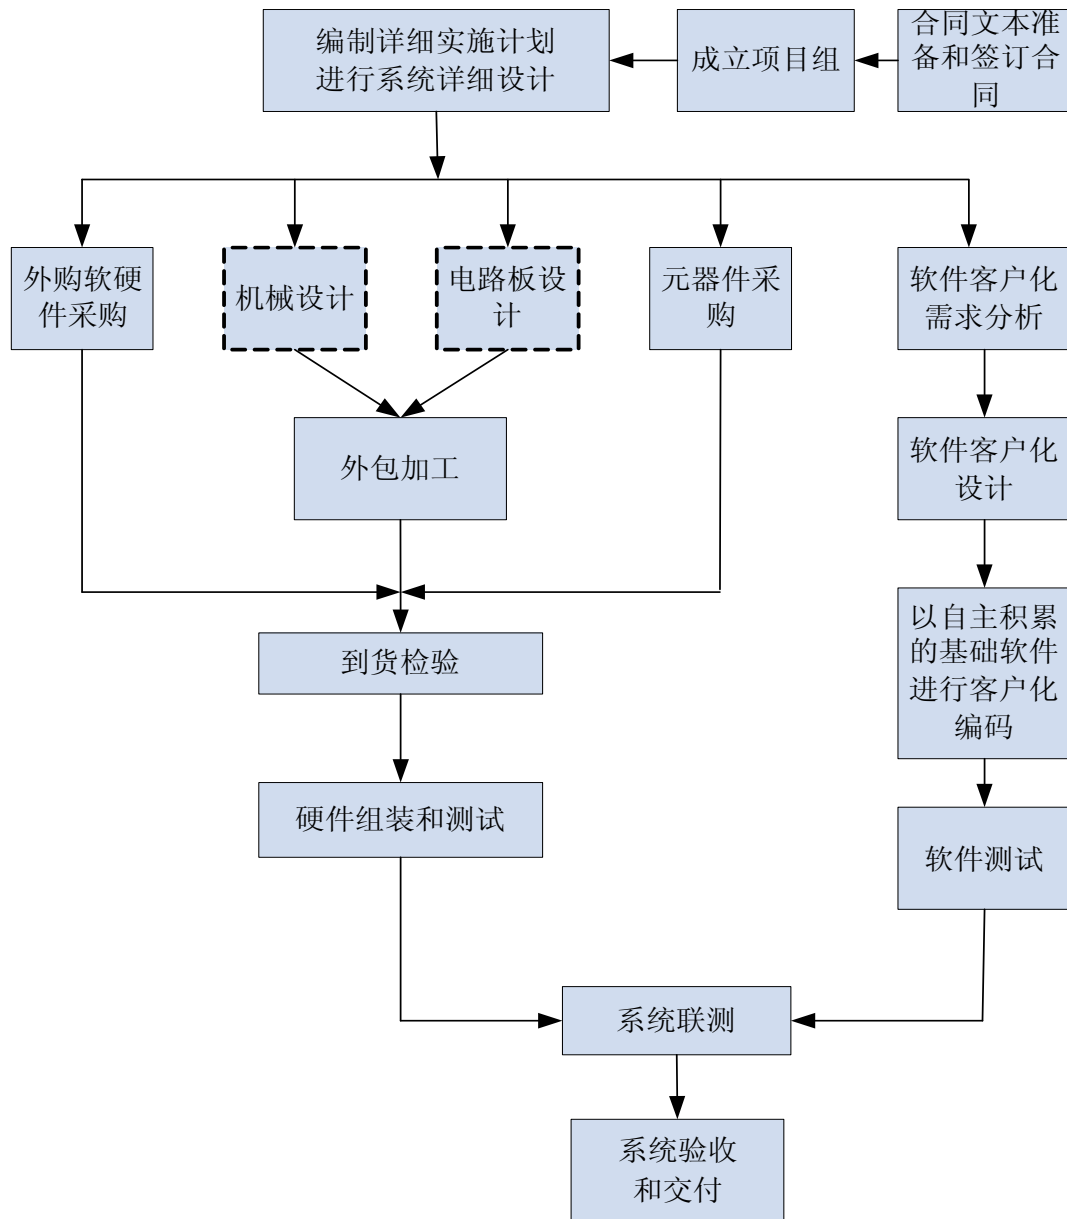 编制详细实施计划
进行系统详细设计
成立项目组
合同文本准
备和签订合
同
外购软硬
件采购
机械设计
电路板设
计
元器件采
购
软件客户化
需求分析
外包加工
软件客户化
设计
以自主积累
的基础软件
进行客户化
编码
到货检验
硬件组装和测试
软件测试
系统联测
系统验收
和交付